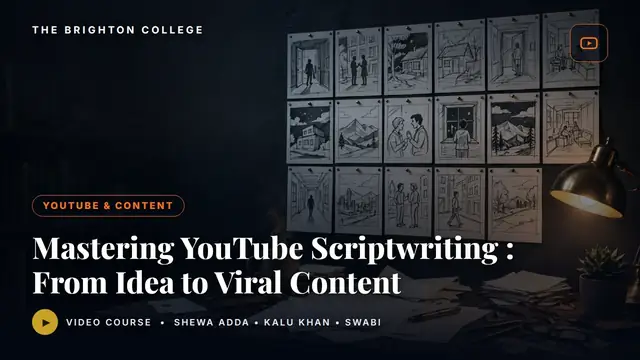 THE BRIGHTON COLLEGE
YOUTUBE & CONTENT
Mastering YouTube Scriptwriting :
From Idea to Viral Content
VIDEO COURSE • SHEWA ADDA • KALU KHAN • SWABI